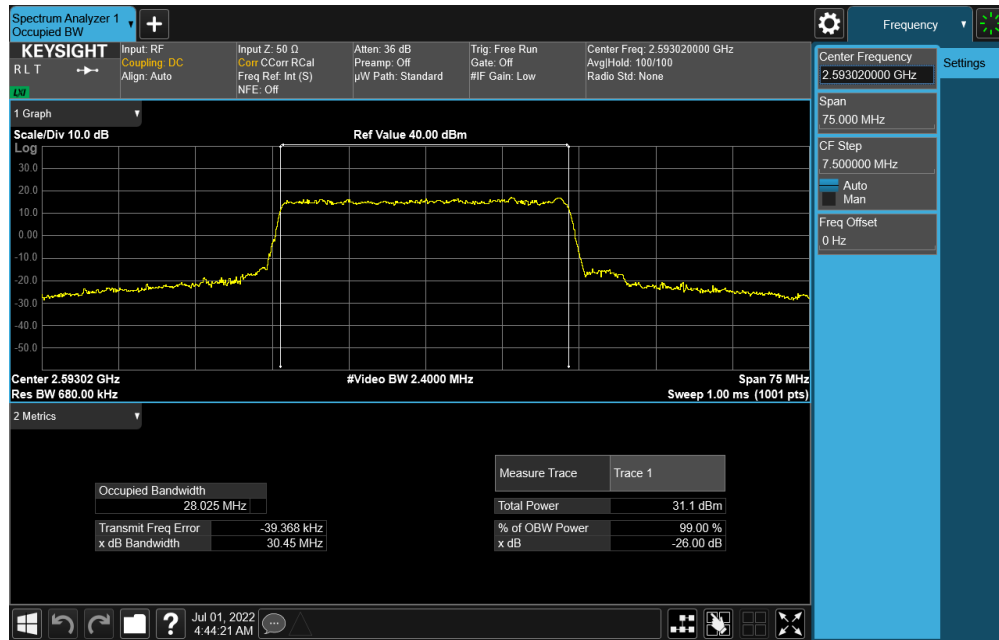 Spectrum Analyzer 1
Occupied BW
+
Frequency
KEYSIGHT
R L T
LXI
Input: RF
Coupling: DC
Align: Auto
Input Z: 50 Ω
Corr CCorr RCal
Freq Ref: Int (S)
NFE: Off
Atten: 36 dB
Preamp: Off
µW Path: Standard
Trig: Free Run
Gate: Off
#IF Gain: Low
Center Freq: 2.593020000 GHz
Avg|Hold: 100/100
Radio Std: None
Center Frequency
2.593020000 GHz
Settings
Span
75.000 MHz
CF Step
7.500000 MHz
Auto
Man
Freq Offset
0 Hz
1 Graph
Scale/Div 10.0 dB
Ref Value 40.00 dBm
Log
30.0
20.0
10.0
0.00
-10.0
-20.0
-30.0
-40.0
-50.0
Center 2.59302 GHz
#Video BW 2.4000 MHz
Span 75 MHz
Res BW 680.00 kHz
Sweep 1.00 ms (1001 pts)
2 Metrics
Occupied Bandwidth
28.025 MHz
Transmit Freq Error -39.368 kHz
x dB Bandwidth 30.45 MHz
Measure Trace Trace 1
Total Power 31.1 dBm
% of OBW Power 99.00 %
x dB -26.00 dB
?
Jul 01, 2022
4:44:21 AM